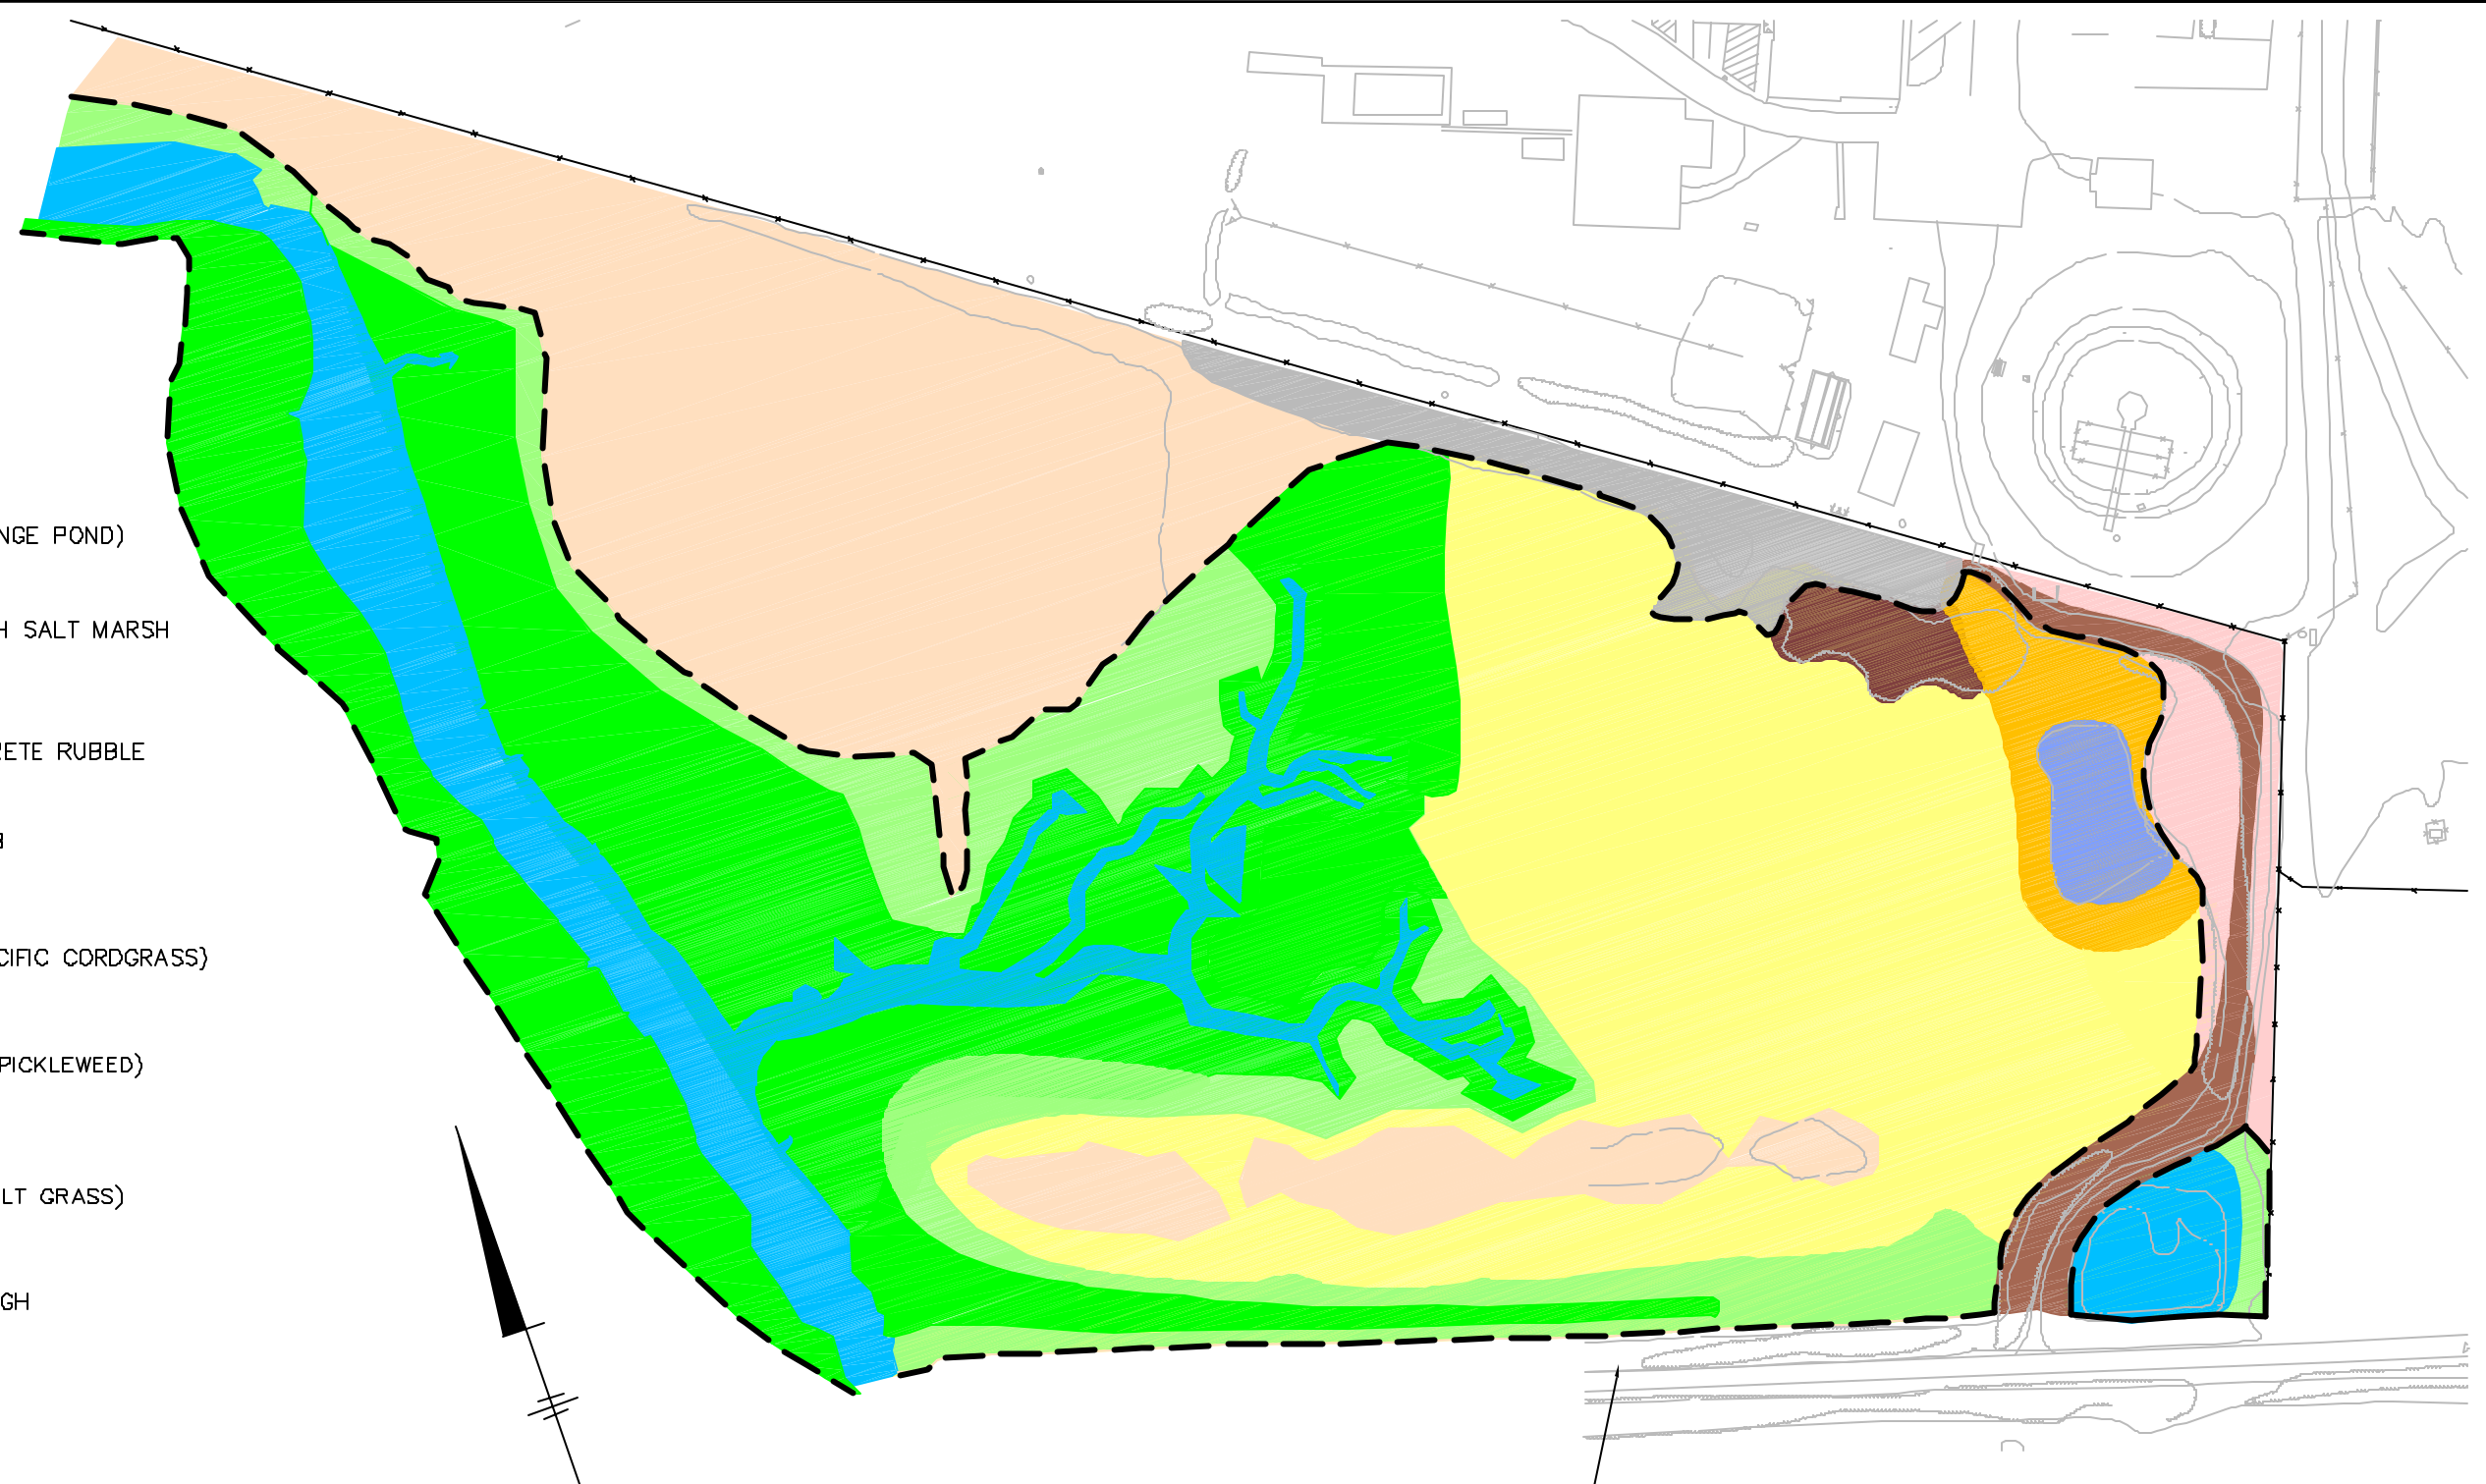 NGE POND)
H SALT MARSH
ETE RUBBLE
CIFIC CORDGRASS)
PICKLEWEED)
LT GRASS)
GH